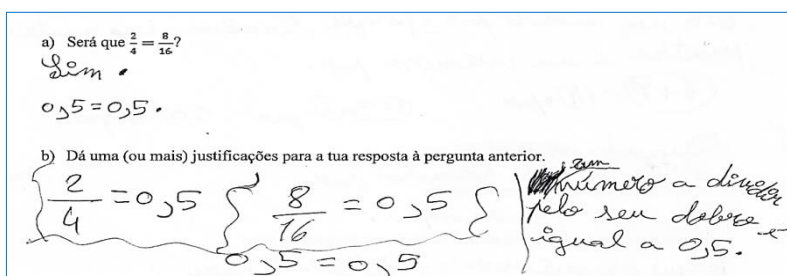 a) Será que 2/4 = 8/16?
Sim.
0,5=0,5.
b) Dá uma (ou mais) justificações para a tua resposta à pergunta anterior.
2/4 = 0,5 8/16 = 0,5
0,5 = 0,5
um
número a dividir
pelo seu dobro é
igual a 0,5.